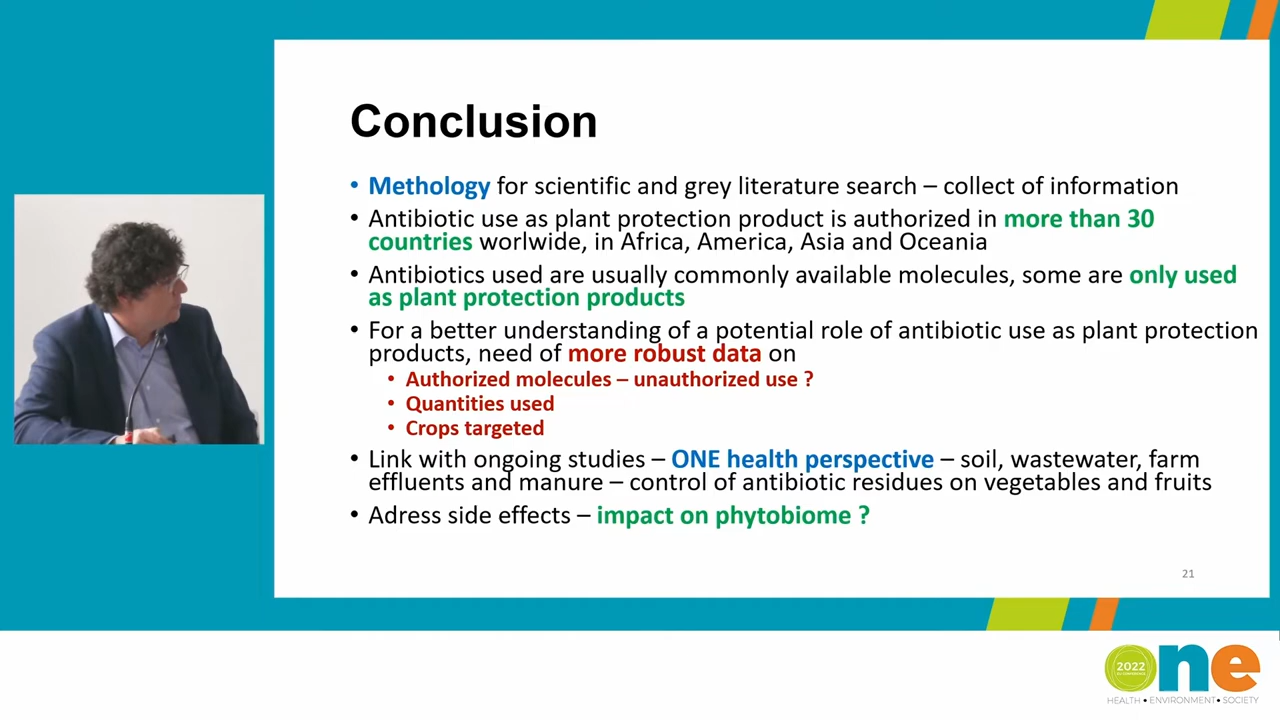 Conclusion
• Methology for scientific and grey literature search – collect of information
• Antibiotic use as plant protection product is authorized in more than 30
countries worlwide, in Africa, America, Asia and Oceania
• Antibiotics used are usually commonly available molecules, some are only used
as plant protection products
• For a better understanding of a potential role of antibiotic use as plant protection
products, need of more robust data on
• Authorized molecules – unauthorized use ?
• Quantities used
• Crops targeted
• Link with ongoing studies – ONE health perspective – soil, wastewater, farm
effluents and manure – control of antibiotic residues on vegetables and fruits
• Adress side effects – impact on phytobiome ?
21
2022
one
HEALTH • ENVIRONMENT • SOCIETY